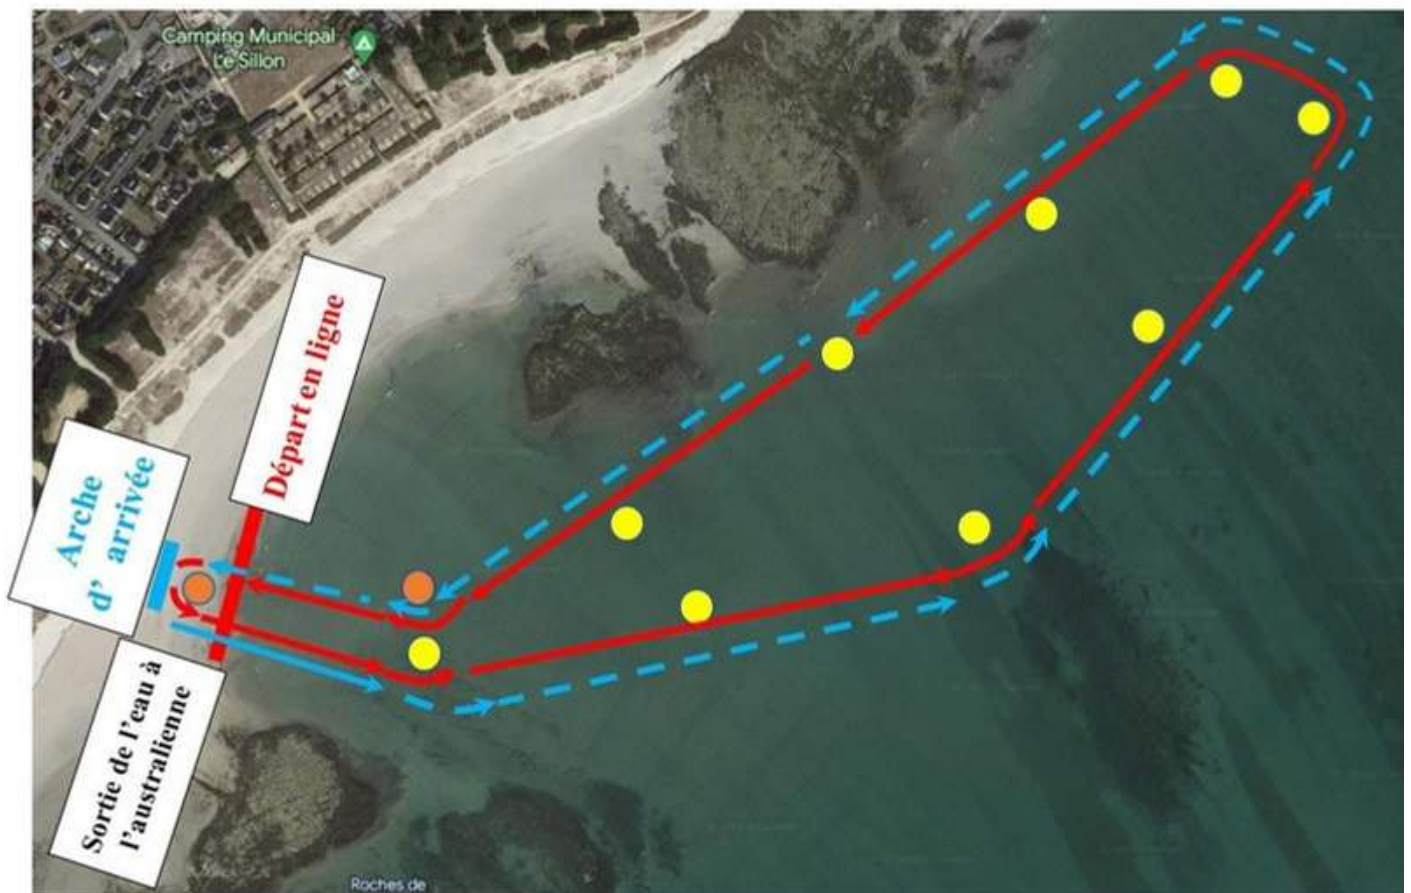 Camping Municipal
Le Sillon
Départ en ligne
Arche
d' arrivée
Sortie de l'eau à
l'australienne
Roches de